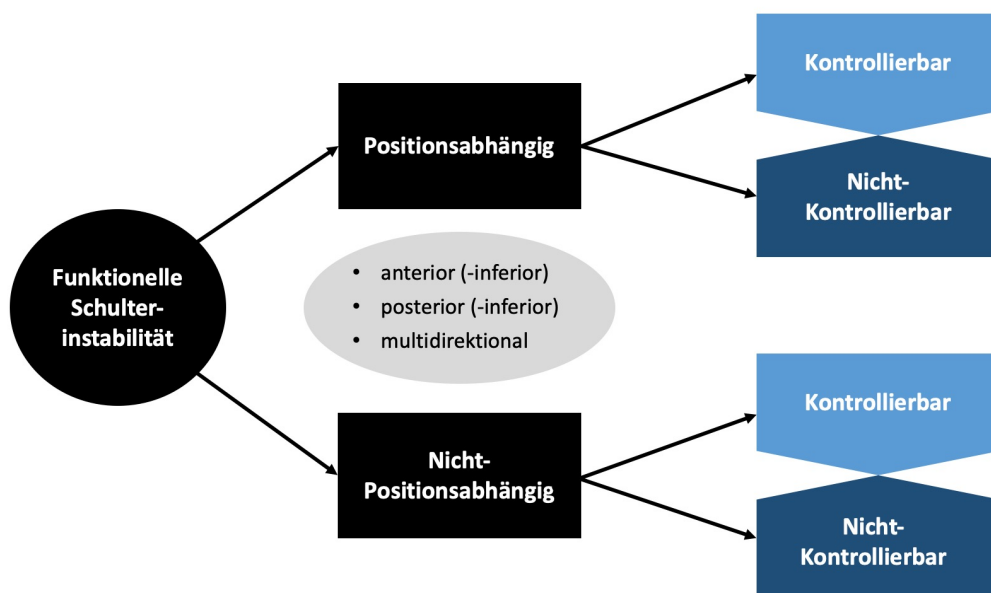 Funktionelle
Schulter-
instabilität
Positionsabhängig
• anterior (-inferior)
• posterior (-inferior)
• multidirektional
Nicht-
Positionsabhängig
Kontrollierbar
Nicht-
Kontrollierbar
Kontrollierbar
Nicht-
Kontrollierbar